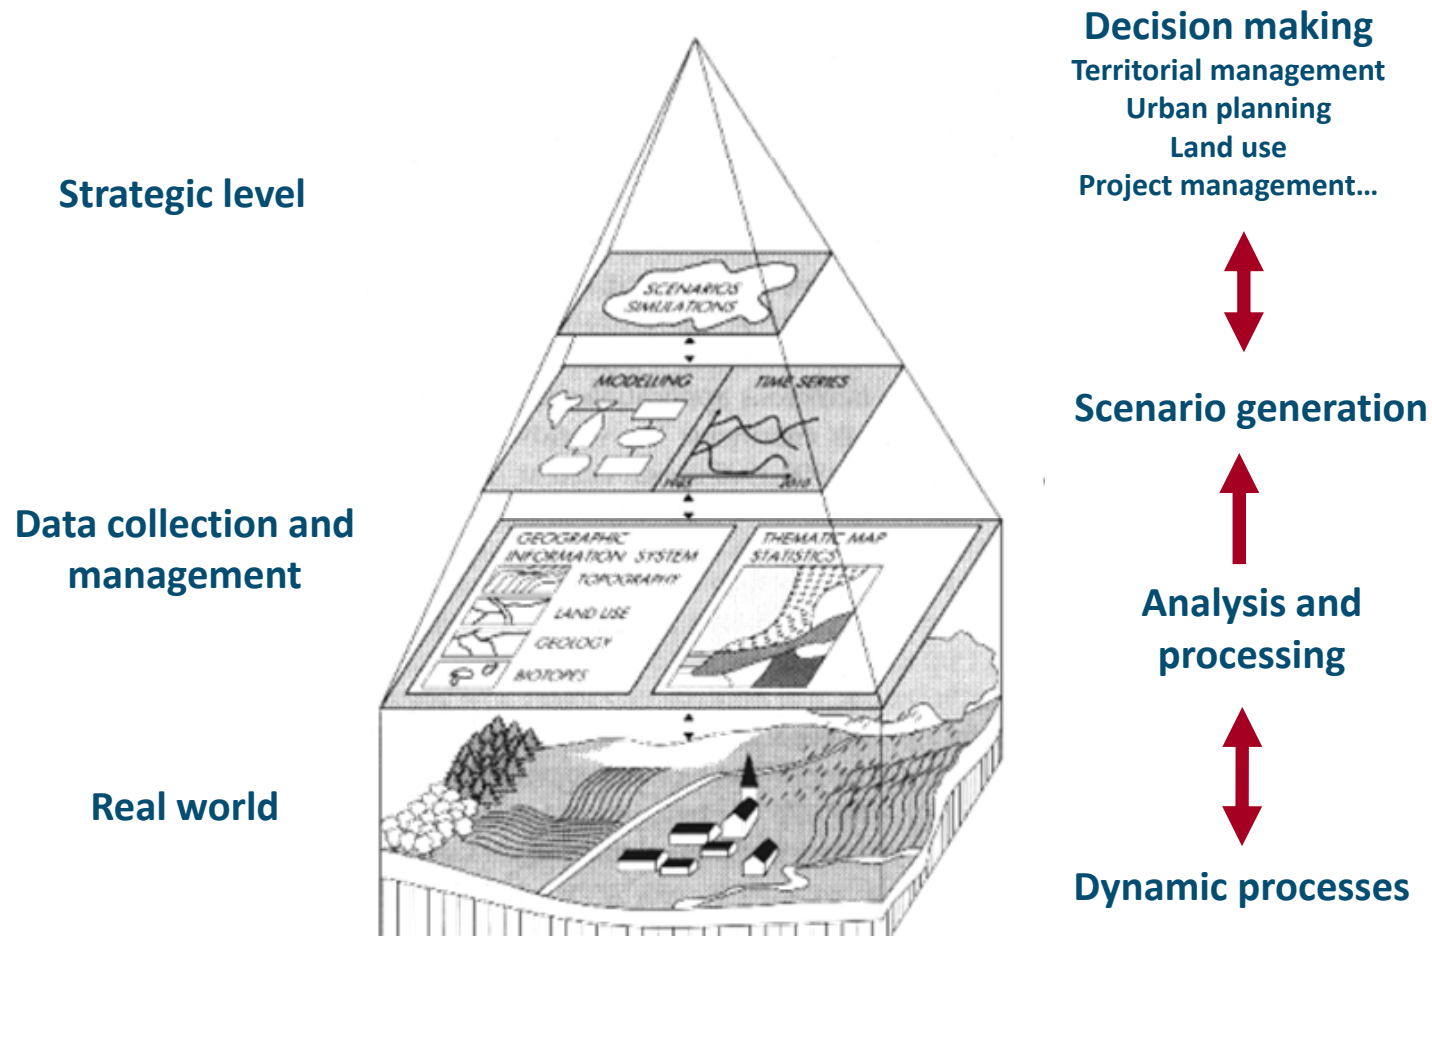 Strategic level
Data collection and
management
Real world
SCENARIOS
SIMULATIONS
MODELLING
TIME SERIES
1985
2010
GEOGRAPHIC
INFORMATION SYSTEM
TOPOGRAPHY
LAND USE
GEOLOGY
BIOTOPES
THEMATIC MAP
STATISTICS
Decision making
Territorial management
Urban planning
Land use
Project management...
Scenario generation
Analysis and
processing
Dynamic processes